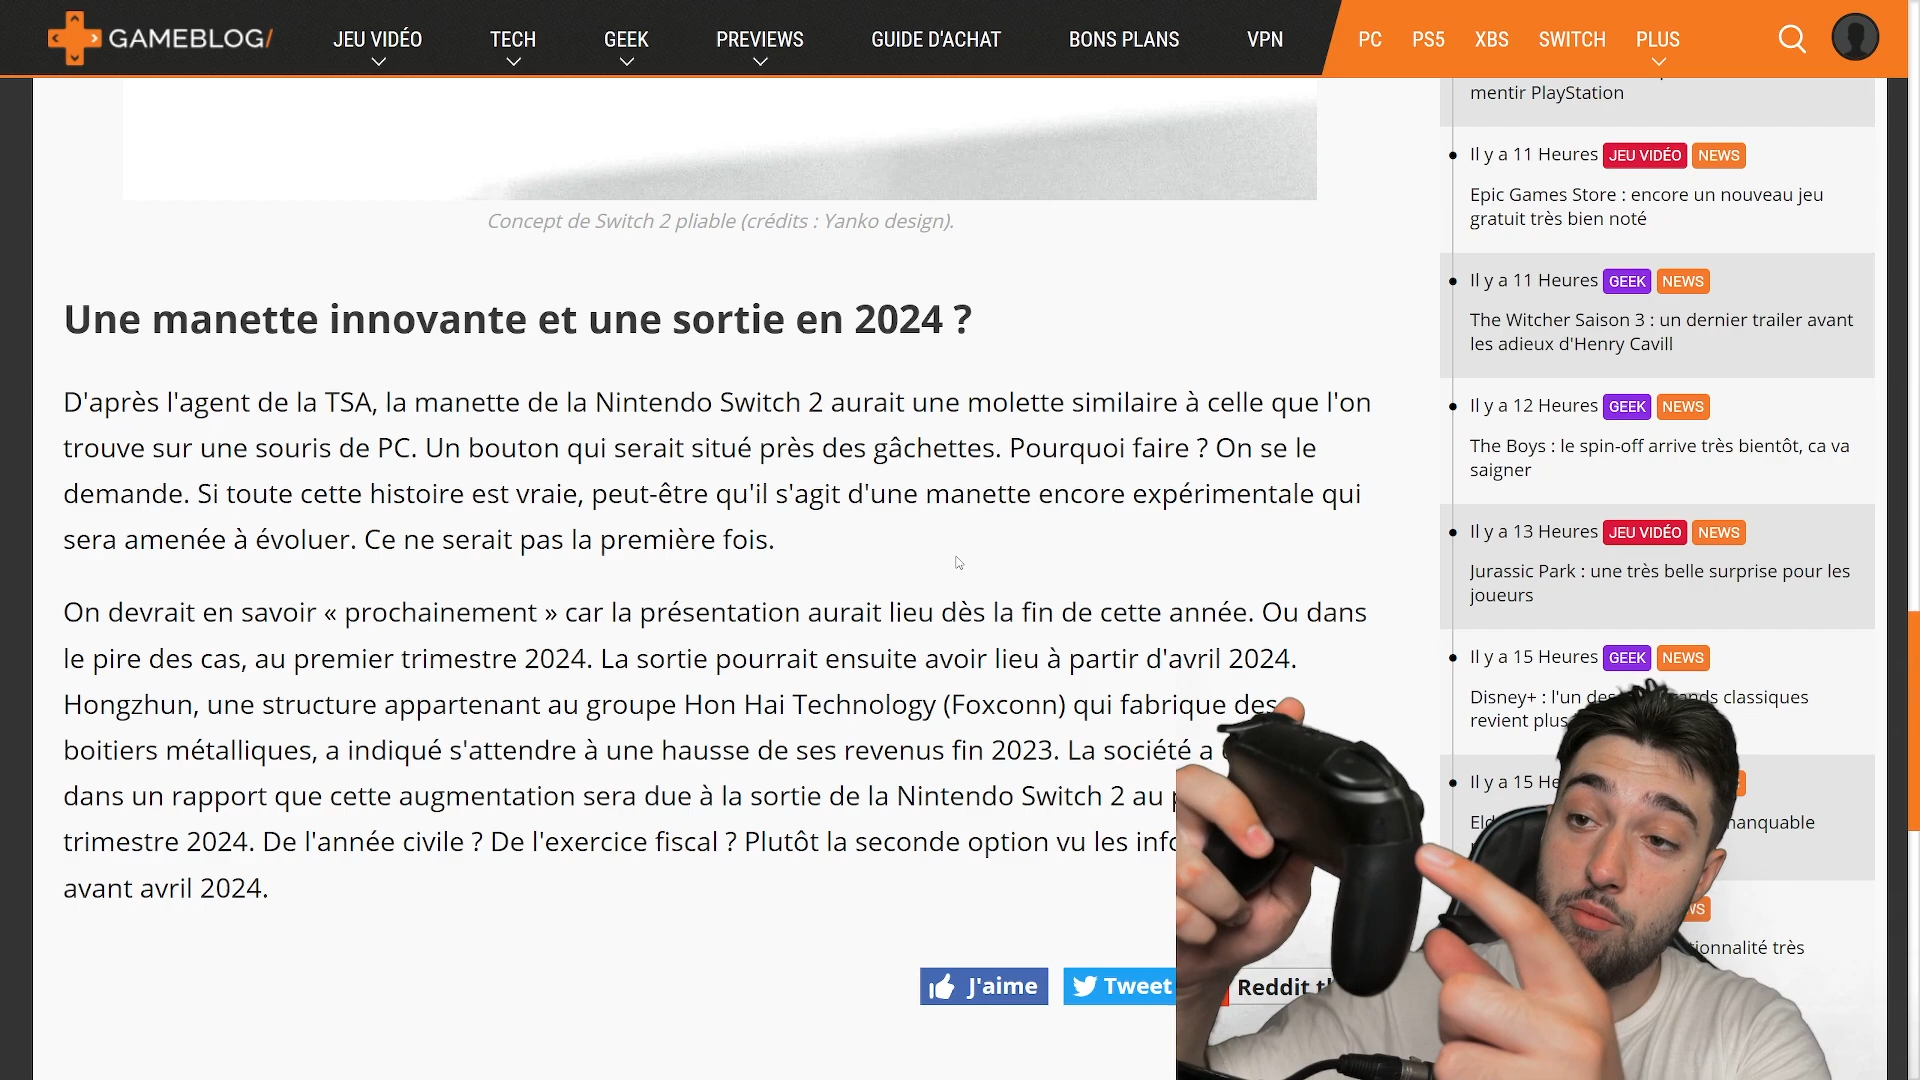 GAMEBLOG/
JEU VIDÉO
TECH
GEEK
PREVIEWS
GUIDE D'ACHAT
BONS PLANS
VPN
PC
PS5
XBS
SWITCH
PLUS
Concept de Switch 2 pliable (crédits : Yanko design).
Une manette innovante et une sortie en 2024 ?
D'après l'agent de la TSA, la manette de la Nintendo Switch 2 aurait une molette similaire à celle que l'on
trouve sur une souris de PC. Un bouton qui serait situé près des gâchettes. Pourquoi faire ? On se le
demande. Si toute cette histoire est vraie, peut-être qu'il s'agit d'une manette encore expérimentale qui
sera amenée à évoluer. Ce ne serait pas la première fois.
On devrait en savoir « prochainement » car la présentation aurait lieu dès la fin de cette année. Ou dans
le pire des cas, au premier trimestre 2024. La sortie pourrait ensuite avoir lieu à partir d'avril 2024.
Hongzhun, une structure appartenant au groupe Hon Hai Technology (Foxconn) qui fabrique des
boitiers métalliques, a indiqué s'attendre à une hausse de ses revenus fin 2023. La société a
dans un rapport que cette augmentation sera due à la sortie de la Nintendo Switch 2 au
trimestre 2024. De l'année civile ? De l'exercice fiscal ? Plutôt la seconde option vu les
avant avril 2024.
J'aime
Tweet
Reddit
mentir PlayStation
Il y a 11 Heures JEU VIDÉO NEWS
Epic Games Store : encore un nouveau jeu
gratuit très bien noté
Il y a 11 Heures GEEK NEWS
The Witcher Saison 3 : un dernier trailer avant
les adieux d'Henry Cavill
Il y a 12 Heures GEEK NEWS
The Boys : le spin-off arrive très bientôt, ca va
saigner
Il y a 13 Heures JEU VIDÉO NEWS
Jurassic Park : une très belle surprise pour les
joueurs
Il y a 15 Heures GEEK NEWS
Disney+ : l'un classiques
revient plus
Il y a 15
très